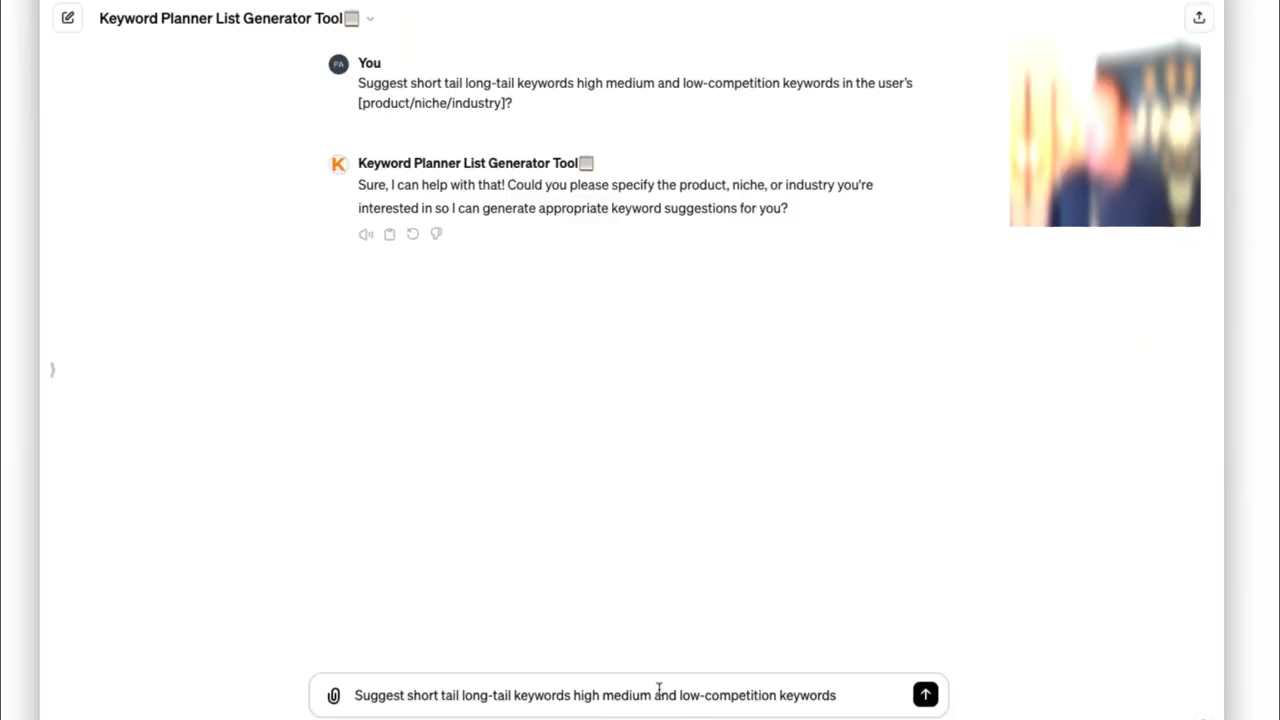 Keyword Planner List Generator Tool
PA
You
Suggest short tail long-tail keywords high medium and low-competition keywords in the user's
[product/niche/industry]?
K
Keyword Planner List Generator Tool
Sure, I can help with that! Could you please specify the product, niche, or industry you're
interested in so I can generate appropriate keyword suggestions for you?
Suggest short tail long-tail keywords high medium and low-competition keywords